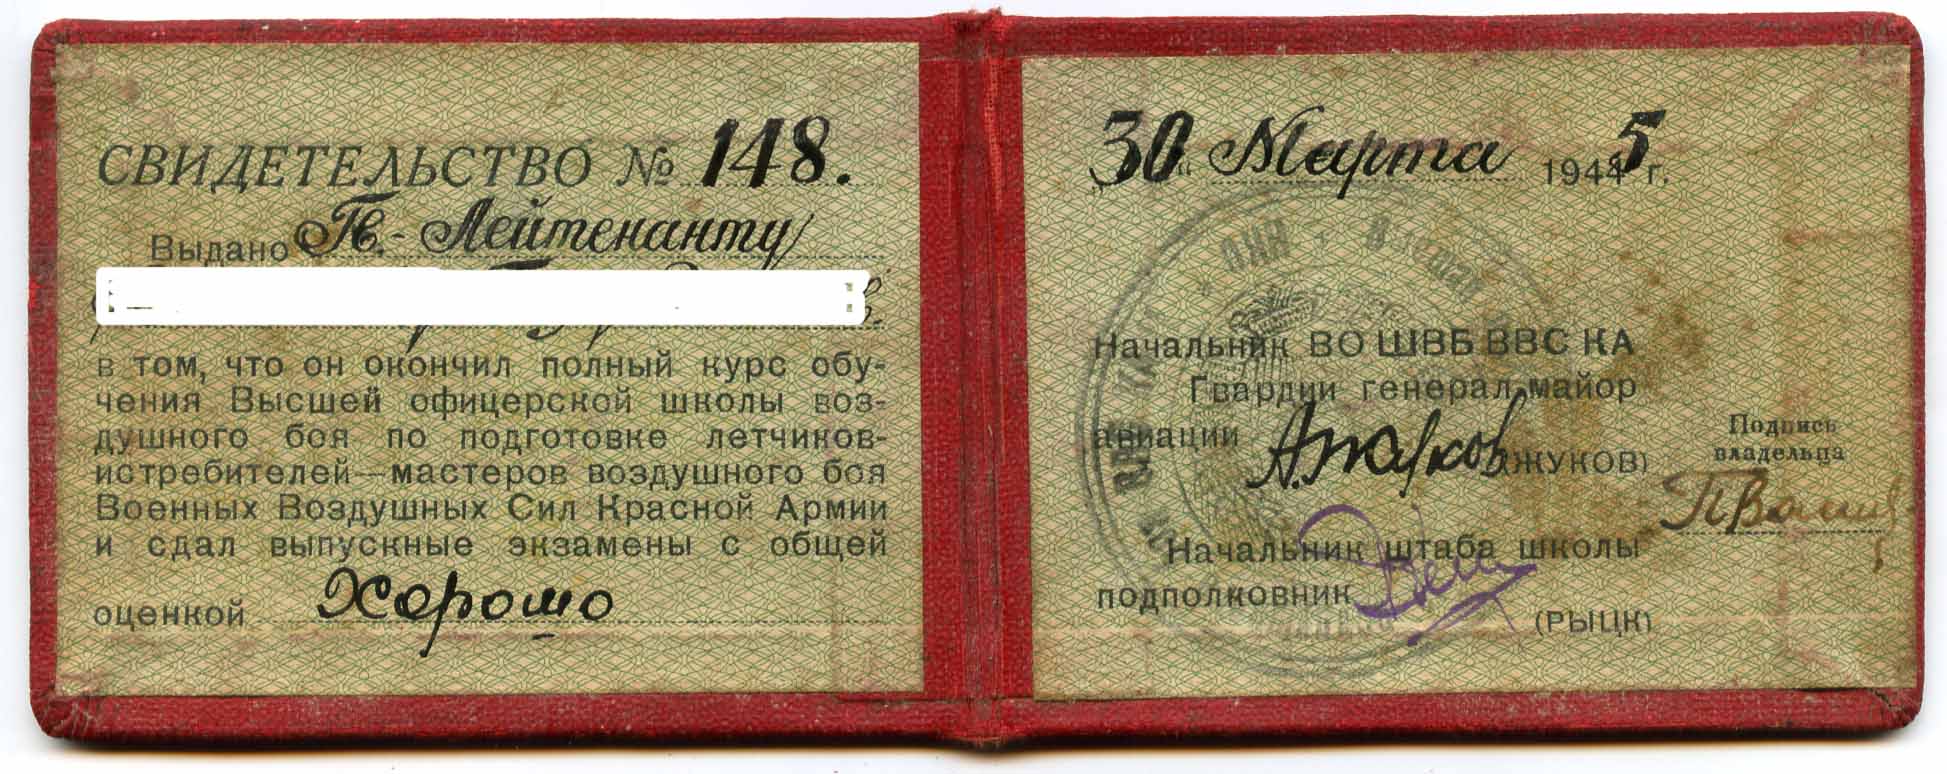 СВИДЕТЕЛЬСТВО № 148.
Выдано Гв.- Лейтенанту
в том, что он окончил полный курс обу-
чения Высшей офицерской школы воз-
душного боя по подготовке летчиков-
истребителей—мастеров воздушного боя
Военных Воздушных Сил Красной Армии
и сдал выпускные экзамены с общей
оценкой Хорошо
„30“ Марта 1945 г.
Начальник ВО ШВБ ВВС КА
Гвардии генерал майор
авиации (ЖУКОВ)
Начальник штаба школы
подполковник
(РЫЦК)
Подпись
владельца